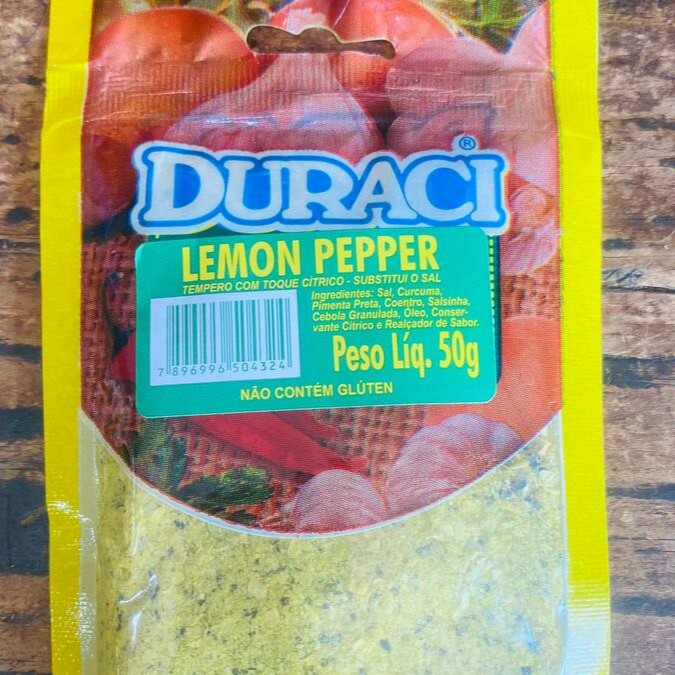 DURACI®
LEMON PEPPER
TEMPERO COM TOQUE CÍTRICO - SUBSTITUI O SAL
Ingredientes: Sal, Curcuma,
Pimenta Preta, Coentro, Salsinha,
Cebola Granulada, Óleo, Conser-
vante Cítrico e Realçador de Sabor.
7 896996 504324
Peso Líq. 50g
NÃO CONTÉM GLÚTEN